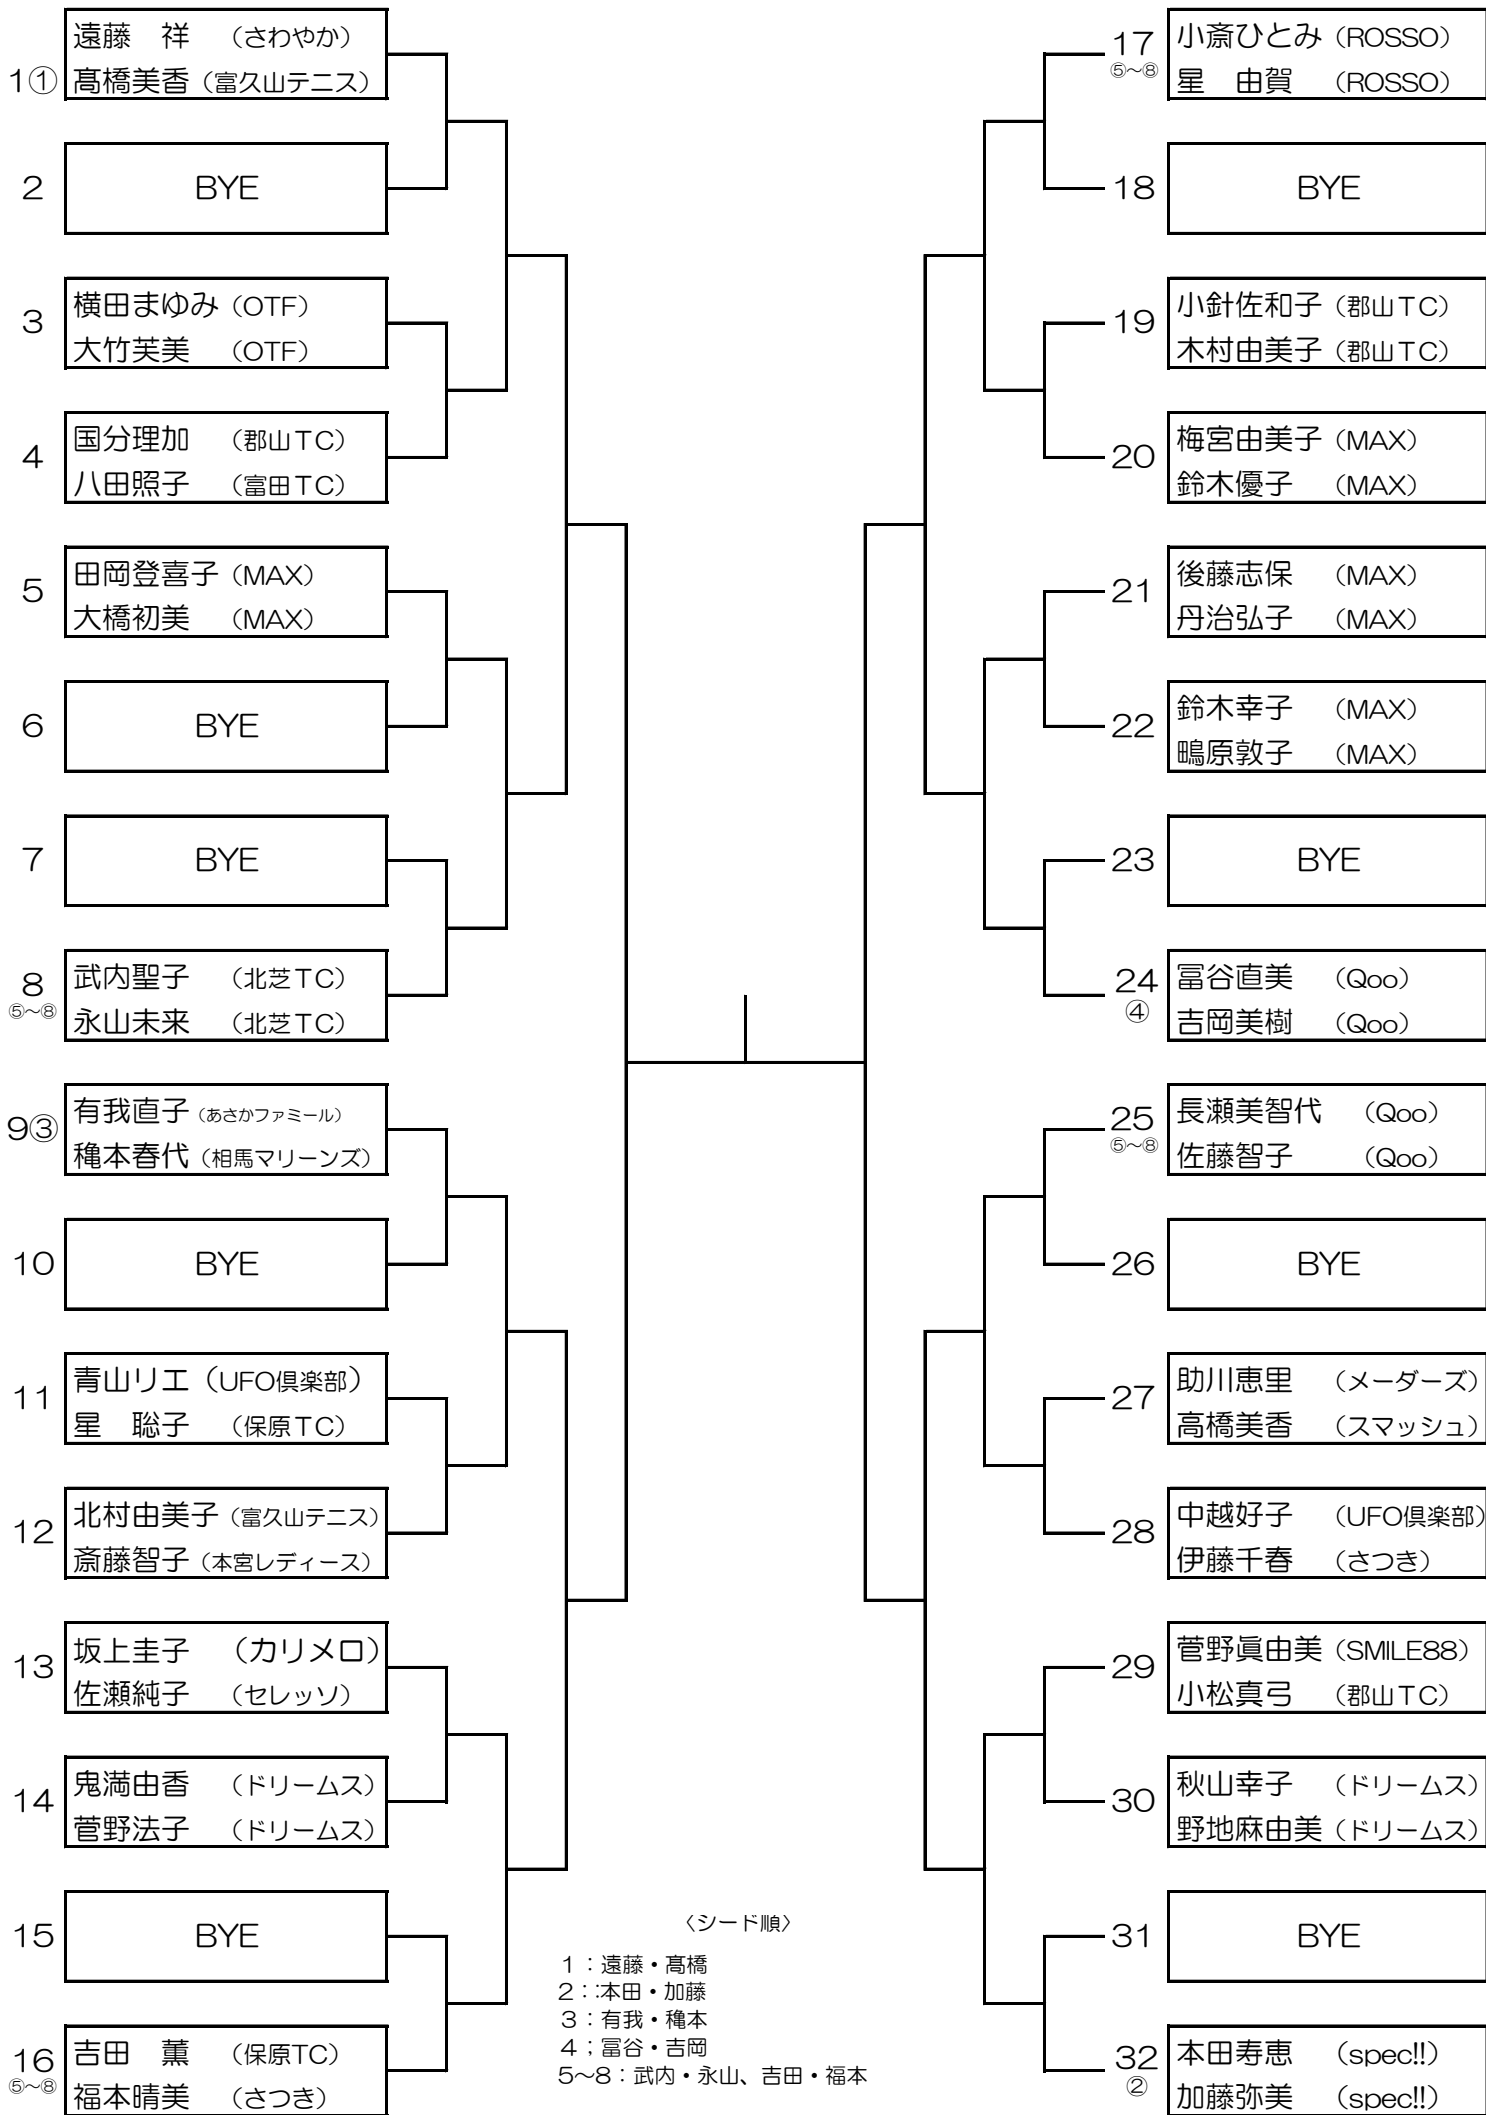 1① 遠藤　祥　（さわやか）
髙橋美香（富久山テニス）
2 BYE
3 横田まゆみ（OTF）
大竹芙美　（OTF）
4 国分理加　（郡山ＴＣ）
八田照子　（富田ＴＣ）
5 田岡登喜子（MAX）
大橋初美　（MAX）
6 BYE
7 BYE
8 武内聖子　（北芝ＴＣ）
⑤～⑧ 永山未来　（北芝ＴＣ）
9③ 有我直子（あさかファミール）
穐本春代（相馬マリーンズ）
10 BYE
11 青山リエ（UFO倶楽部）
星　聡子　（保原ＴＣ）
12 北村由美子（富久山テニス）
斎藤智子（本宮レディース）
13 坂上圭子　（カリメロ）
佐瀬純子　（セレッソ）
14 鬼満由香　（ドリームス）
菅野法子　（ドリームス）
15 BYE
16 吉田　薫　（保原TC）
⑤～⑧ 福本晴美　（さつき）
17 小斎ひとみ（ROSSO）
⑤～⑧ 星　由賀　（ROSSO）
18 BYE
19 小針佐和子（郡山ＴＣ）
木村由美子（郡山ＴＣ）
20 梅宮由美子（MAX）
鈴木優子　（MAX）
21 後藤志保　（MAX）
丹治弘子　（MAX）
22 鈴木幸子　（MAX）
鴫原敦子　（MAX）
23 BYE
24 冨谷直美　（Qoo）
④ 吉岡美樹　（Qoo）
25 長瀬美智代　（Qoo）
⑤～⑧ 佐藤智子　（Qoo）
26 BYE
27 助川恵里　（メーダーズ）
高橋美香　（スマッシュ）
28 中越好子　（UFO倶楽部）
伊藤千春　（さつき）
29 菅野眞由美（SMILE88）
小松真弓　（郡山ＴＣ）
30 秋山幸子　（ドリームス）
野地麻由美（ドリームス）
31 BYE
32 本田寿恵　（spec!!）
② 加藤弥美　（spec!!）
〈シード順〉
１：遠藤・髙橋
２：:本田・加藤
３：有我・穐本
４；冨谷・吉岡
５～８：武内・永山、吉田・福本